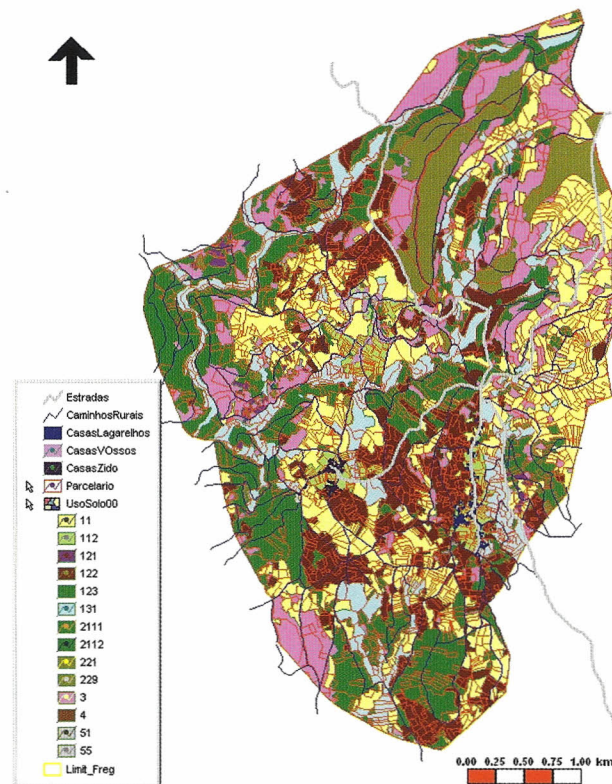 Estradas
CaminhosRurais
CasasLagarelhos
CasasVOssos
CasasZido
Parcelario
UsoSolo00
11
112
121
122
123
131
2111
2112
221
229
3
4
51
55
Limit_Freg
0.00 0.25 0.50 0.75 1.00 km